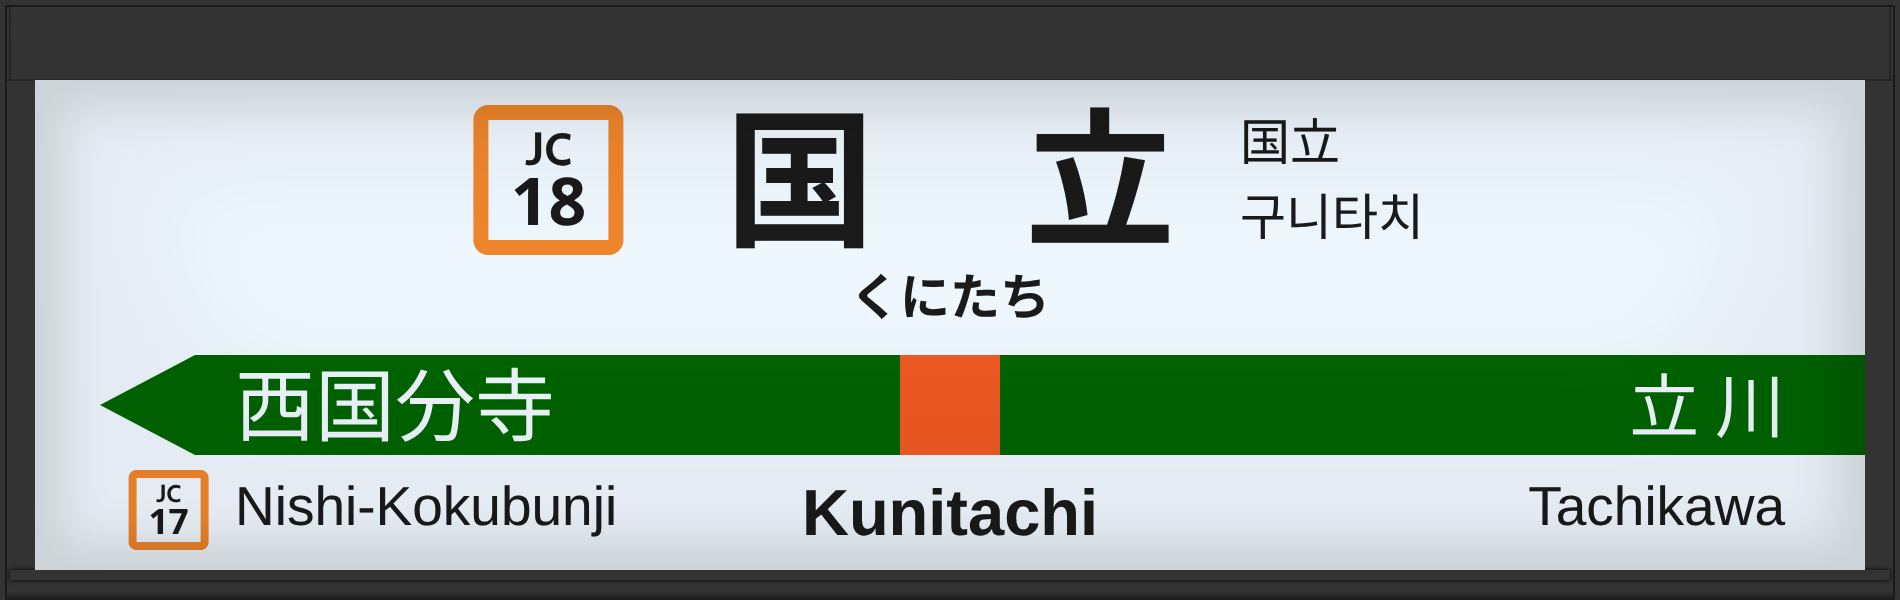 JC
18
国立
国立
구니타치
くにたち
西国分寺
立川
JC
17
Nishi-Kokubunji
Kunitachi
Tachikawa